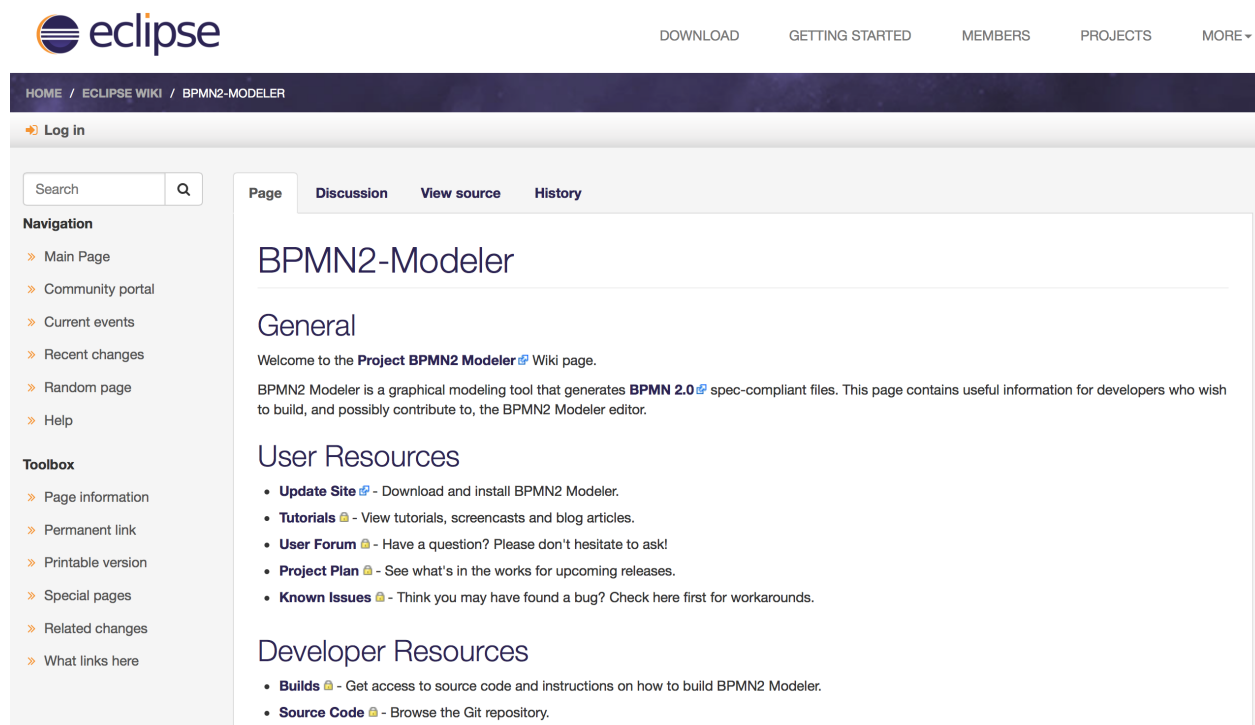 eclipse
DOWNLOAD GETTING STARTED MEMBERS PROJECTS MORE
HOME / ECLIPSE WIKI / BPMN2-MODELER
Log in
Search
Navigation
Main Page
Community portal
Current events
Recent changes
Random page
Help
Toolbox
Page information
Permanent link
Printable version
Special pages
Related changes
What links here
Page Discussion View source History
BPMN2-Modeler
General
Welcome to the Project BPMN2 Modeler Wiki page.
BPMN2 Modeler is a graphical modeling tool that generates BPMN 2.0 spec-compliant files. This page contains useful information for developers who wish
to build, and possibly contribute to, the BPMN2 Modeler editor.
User Resources
• Update Site - Download and install BPMN2 Modeler.
• Tutorials - View tutorials, screencasts and blog articles.
• User Forum - Have a question? Please don't hesitate to ask!
• Project Plan - See what's in the works for upcoming releases.
• Known Issues - Think you may have found a bug? Check here first for workarounds.
Developer Resources
• Builds - Get access to source code and instructions on how to build BPMN2 Modeler.
• Source Code - Browse the Git repository.